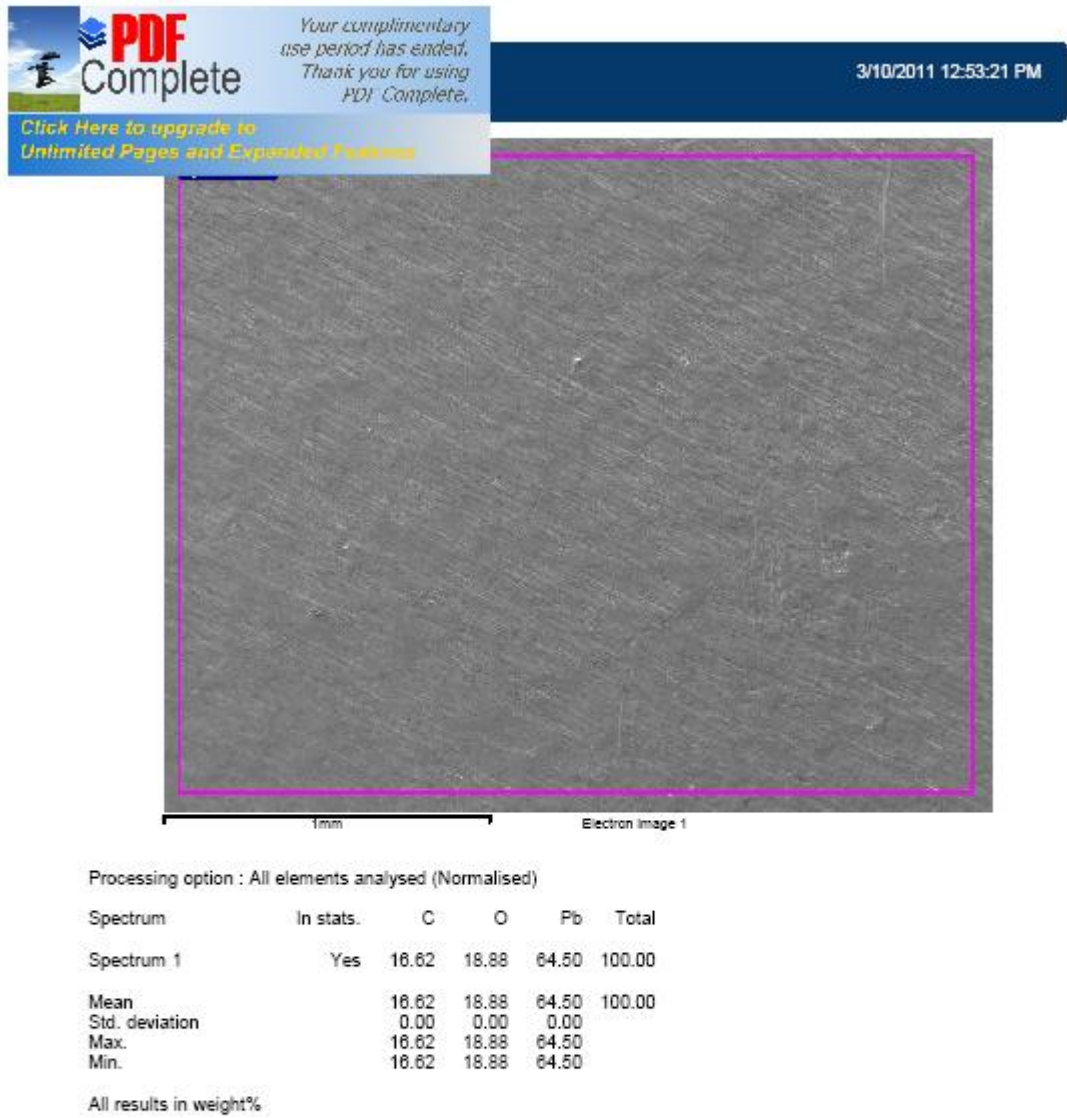 PDF
Complete
Your complimentary
use period has ended.
Thank you for using
PDF Complete.
Click Here to upgrade to
Unlimited Pages and Expanded Features
3/10/2011 12:53:21 PM
1mm
Electron Image 1
Processing option : All elements analysed (Normalised)
Spectrum In stats. C O Pb Total
Spectrum 1 Yes 16.62 18.88 64.50 100.00
Mean 16.62 18.88 64.50 100.00
Std. deviation 0.00 0.00 0.00
Max. 16.62 18.88 64.50
Min. 16.62 18.88 64.50
All results in weight%